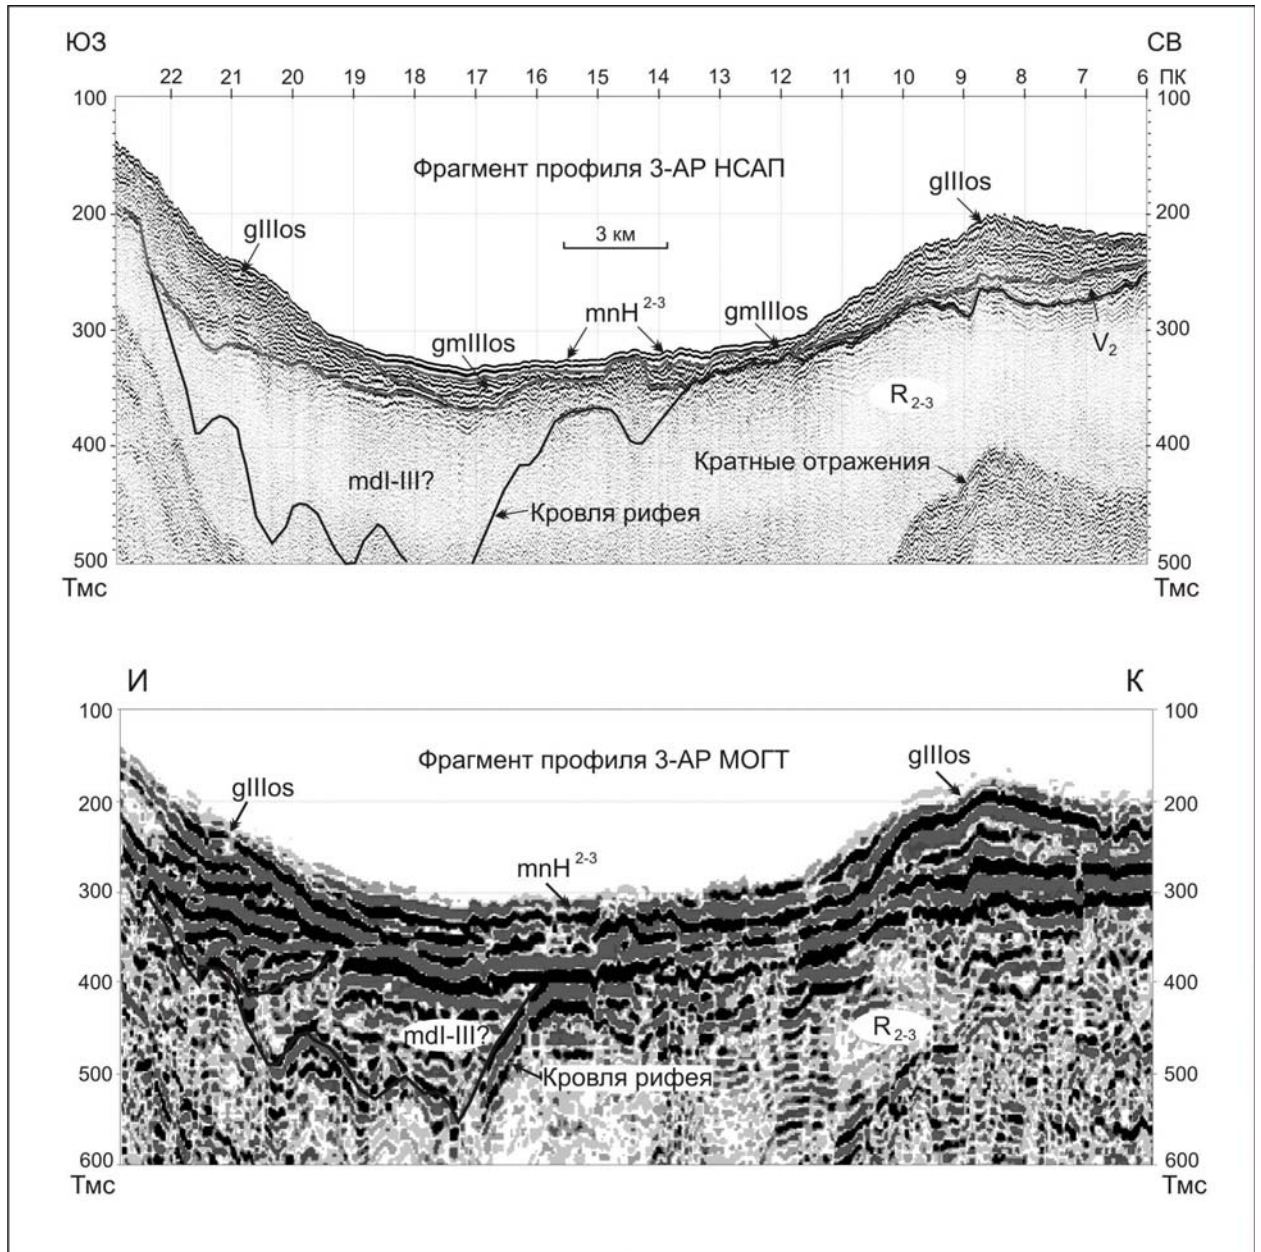 ЮЗ СВ
22 21 20 19 18 17 16 15 14 13 12 11 10 9 8 7 6 ПК
100 100
Фрагмент профиля 3-АР НСАП
gIIIos
200 200
gIIIos
3 км
mnH 2-3
gmIIIos
300 300
gmIIIos
V2
R2-3
400 400
Кратные отражения
mdI-III?
Кровля рифея
500 500
Тмс Тмс
И К
100 100
Фрагмент профиля 3-АР МОГТ
gIIIos
gIIIos
200 200
mnH 2-3
300 300
400 400
mdI-III?
R2-3
500 500
Кровля рифея
600 600
Тмс Тмс